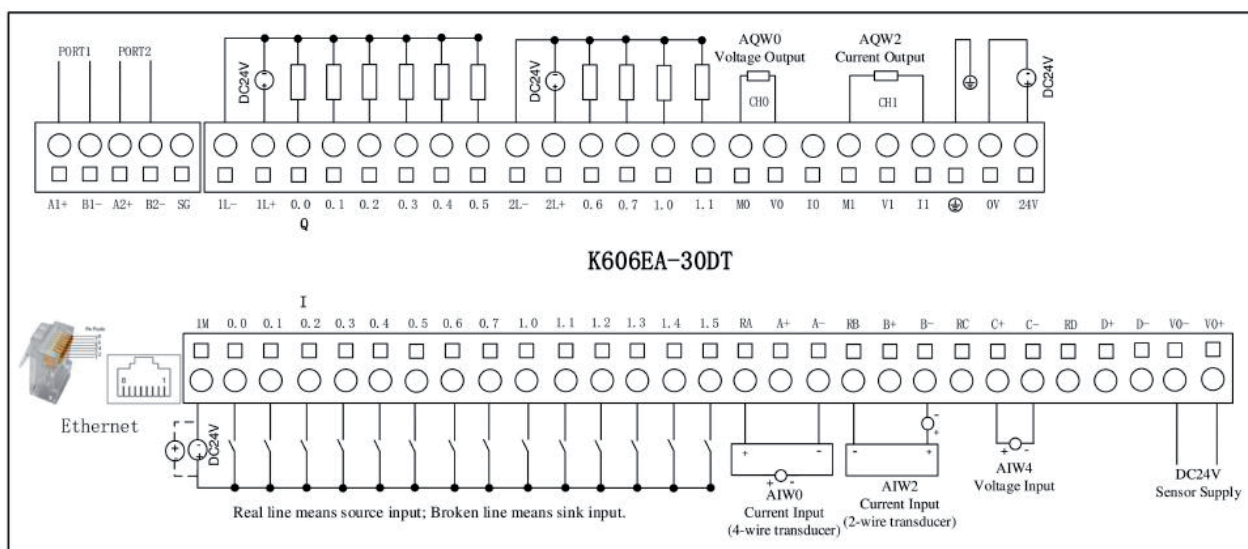 PORT1 PORT2
DC24V
DC24V
AQW0
Voltage Output
CH0
AQW2
Current Output
CH1
DC24V
A1+ B1- A2+ B2- SG 1L- 1L+ 0.0 0.1 0.2 0.3 0.4 0.5 2L- 2L+ 0.6 0.7 1.0 1.1 M0 V0 I0 M1 V1 I1 0V 24V
Q
K606EA-30DT
I
1M 0.0 0.1 0.2 0.3 0.4 0.5 0.6 0.7 1.0 1.1 1.2 1.3 1.4 1.5 RA A+ A- RB B+ B- RC C+ C- RD D+ D- VO- VO+
8 1
Ethernet
DC24V
AIW0
Current Input
(4-wire transducer)
AIW2
Current Input
(2-wire transducer)
AIW4
Voltage Input
DC24V
Sensor Supply
Real line means source input; Broken line means sink input.